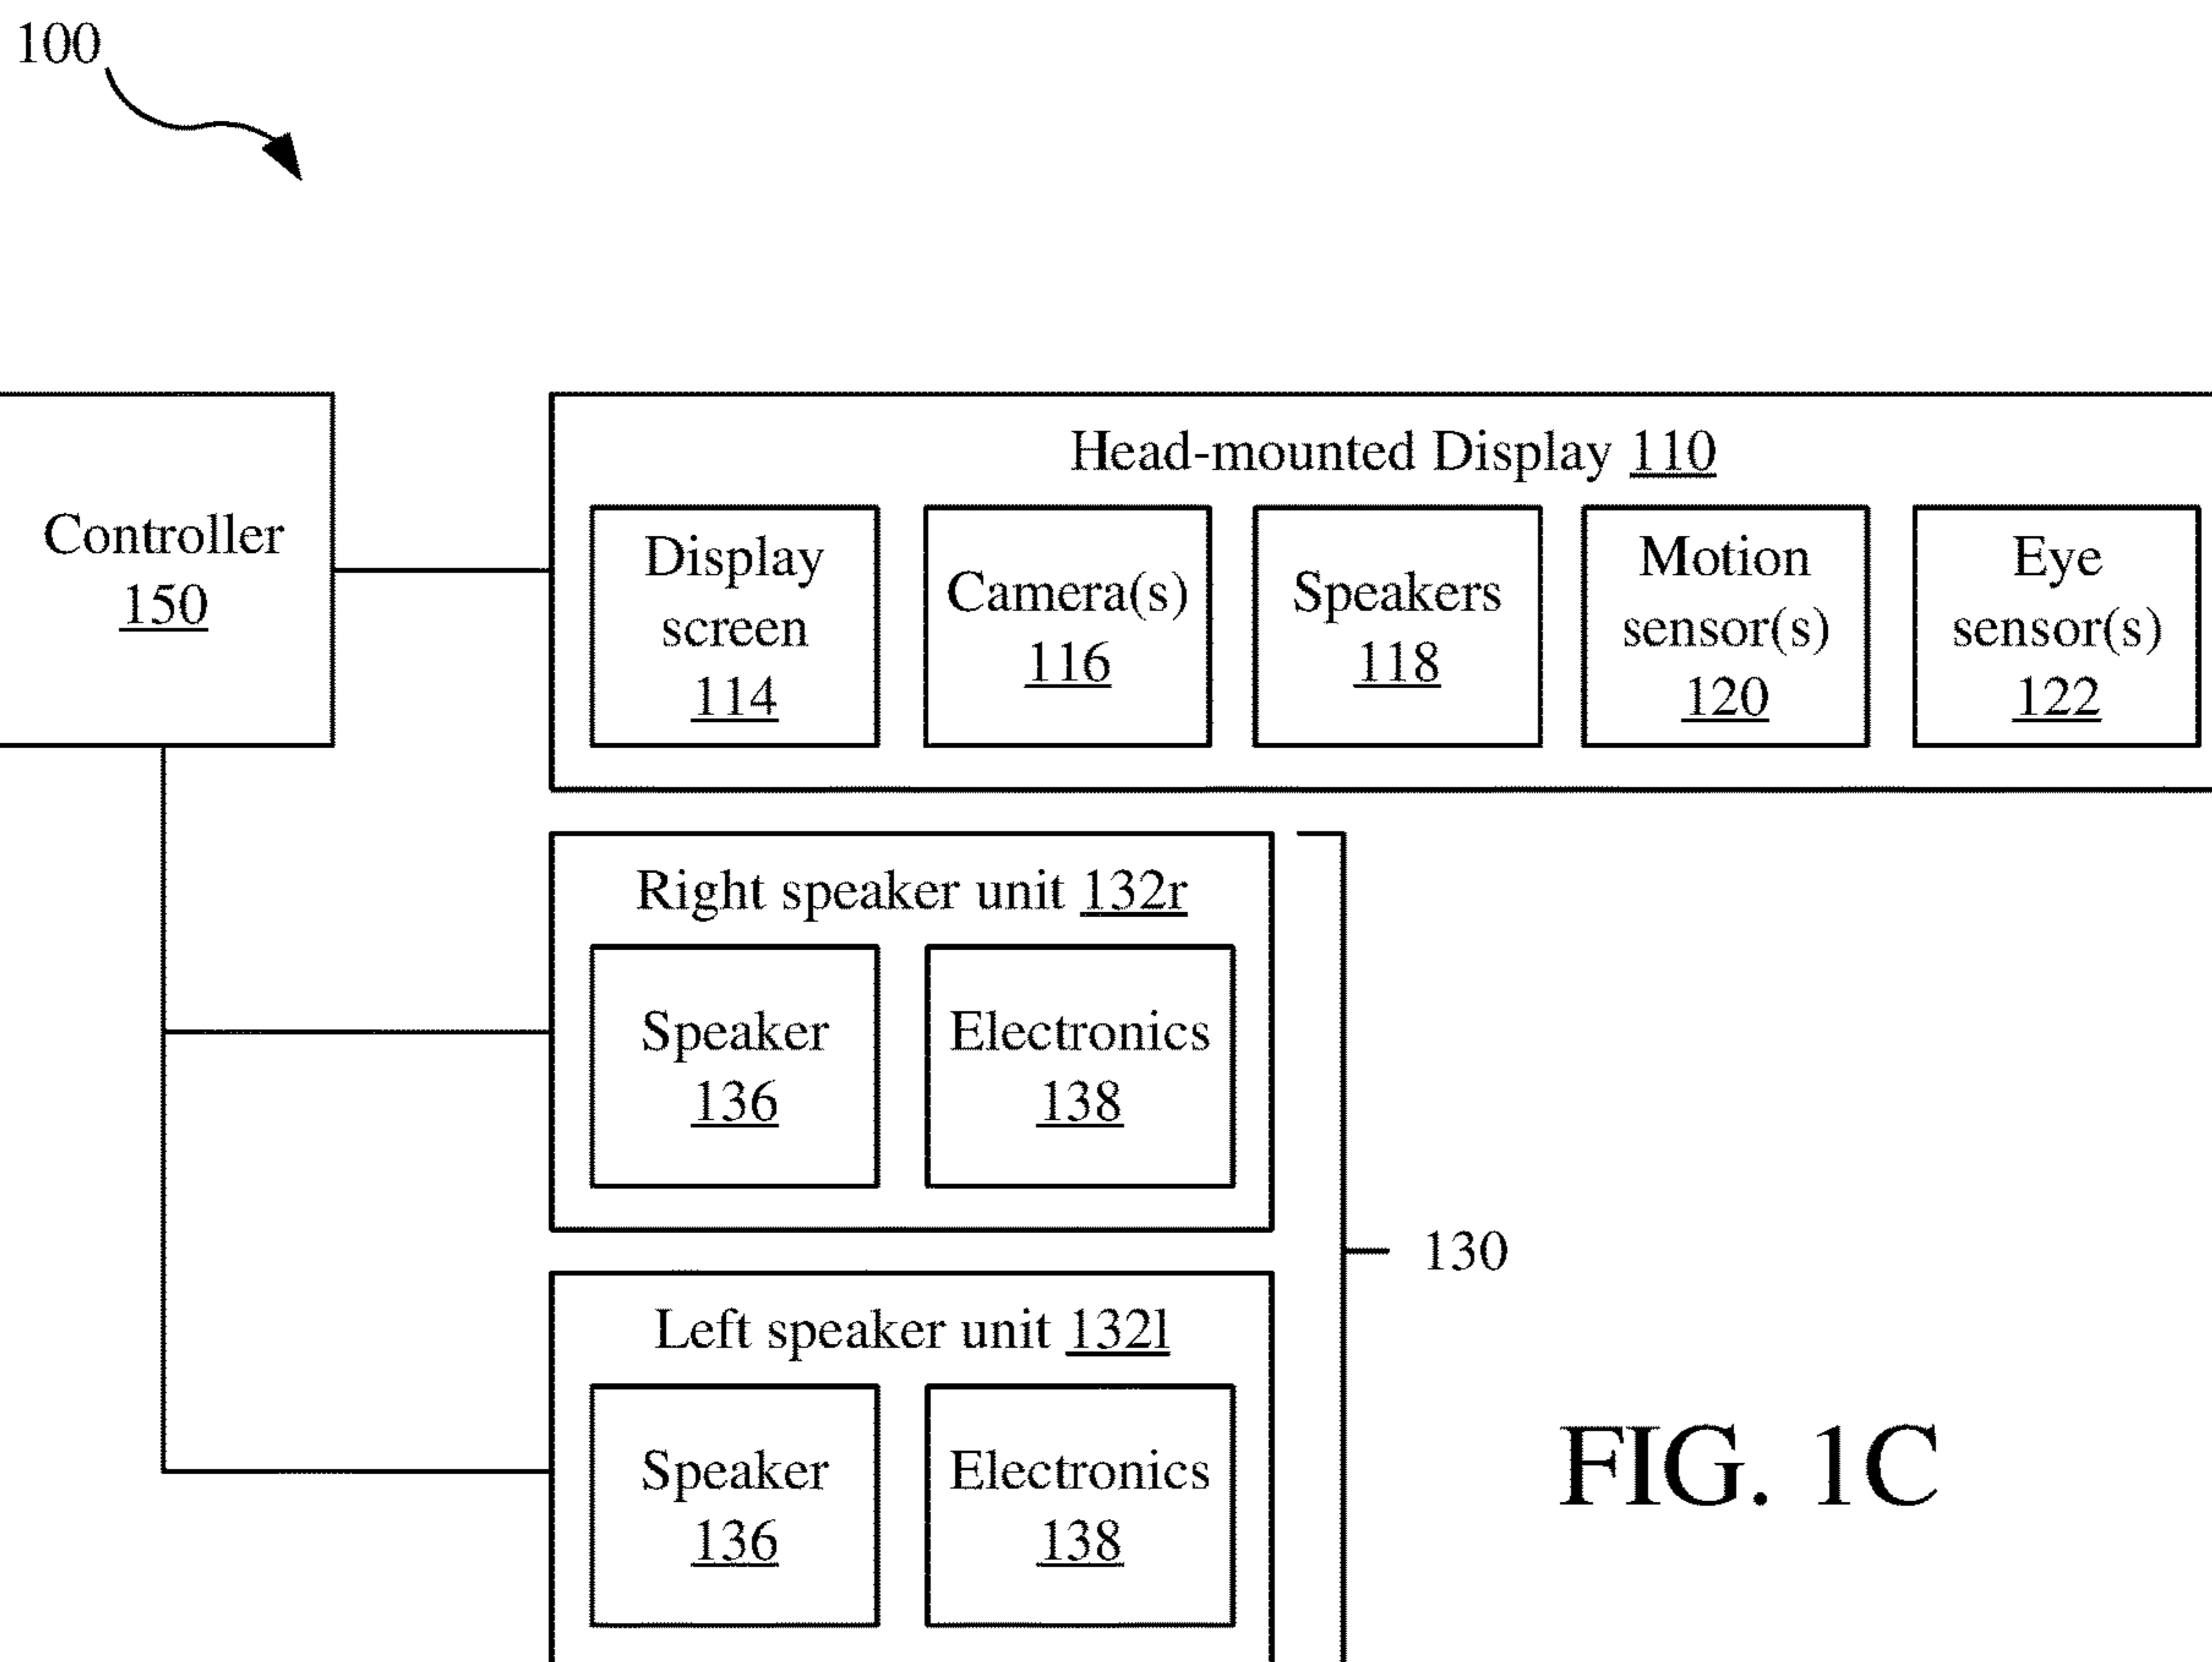 100
Head-mounted Display 110
Controller
150
Display
screen
114
Camera(s)
116
Speakers
118
Motion
sensor(s)
120
Eye
sensor(s)
122
Right speaker unit 132r
Speaker
136
Electronics
138
130
Left speaker unit 132l
Speaker
136
Electronics
138
FIG. 1C